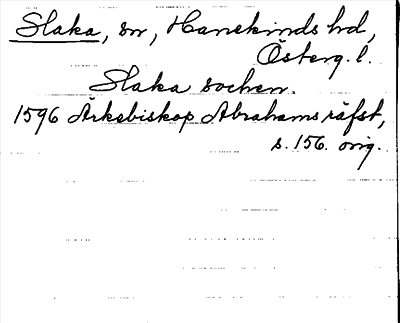 Slaka, sn, Hanekinds hd,
Österg. l.
Slaka sochen.
1596 Ärkebiskop Abrahams räfst,
s. 156. orig.